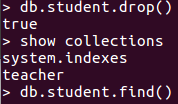 > db.student.drop()
true
> show collections
system.indexes
teacher
> db.student.find()